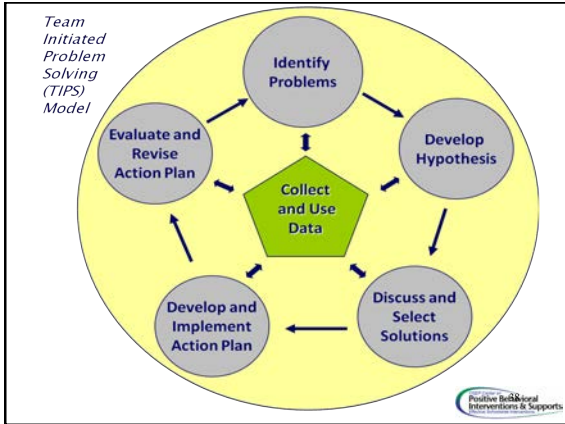 Team
Initiated
Problem
Solving
(TIPS)
Model
Identify
Problems
Develop
Hypothesis
Discuss and
Select
Solutions
Develop and
Implement
Action Plan
Evaluate and
Revise
Action Plan
Collect
and Use
Data
Positive Behavioral
Interventions & Supports
38